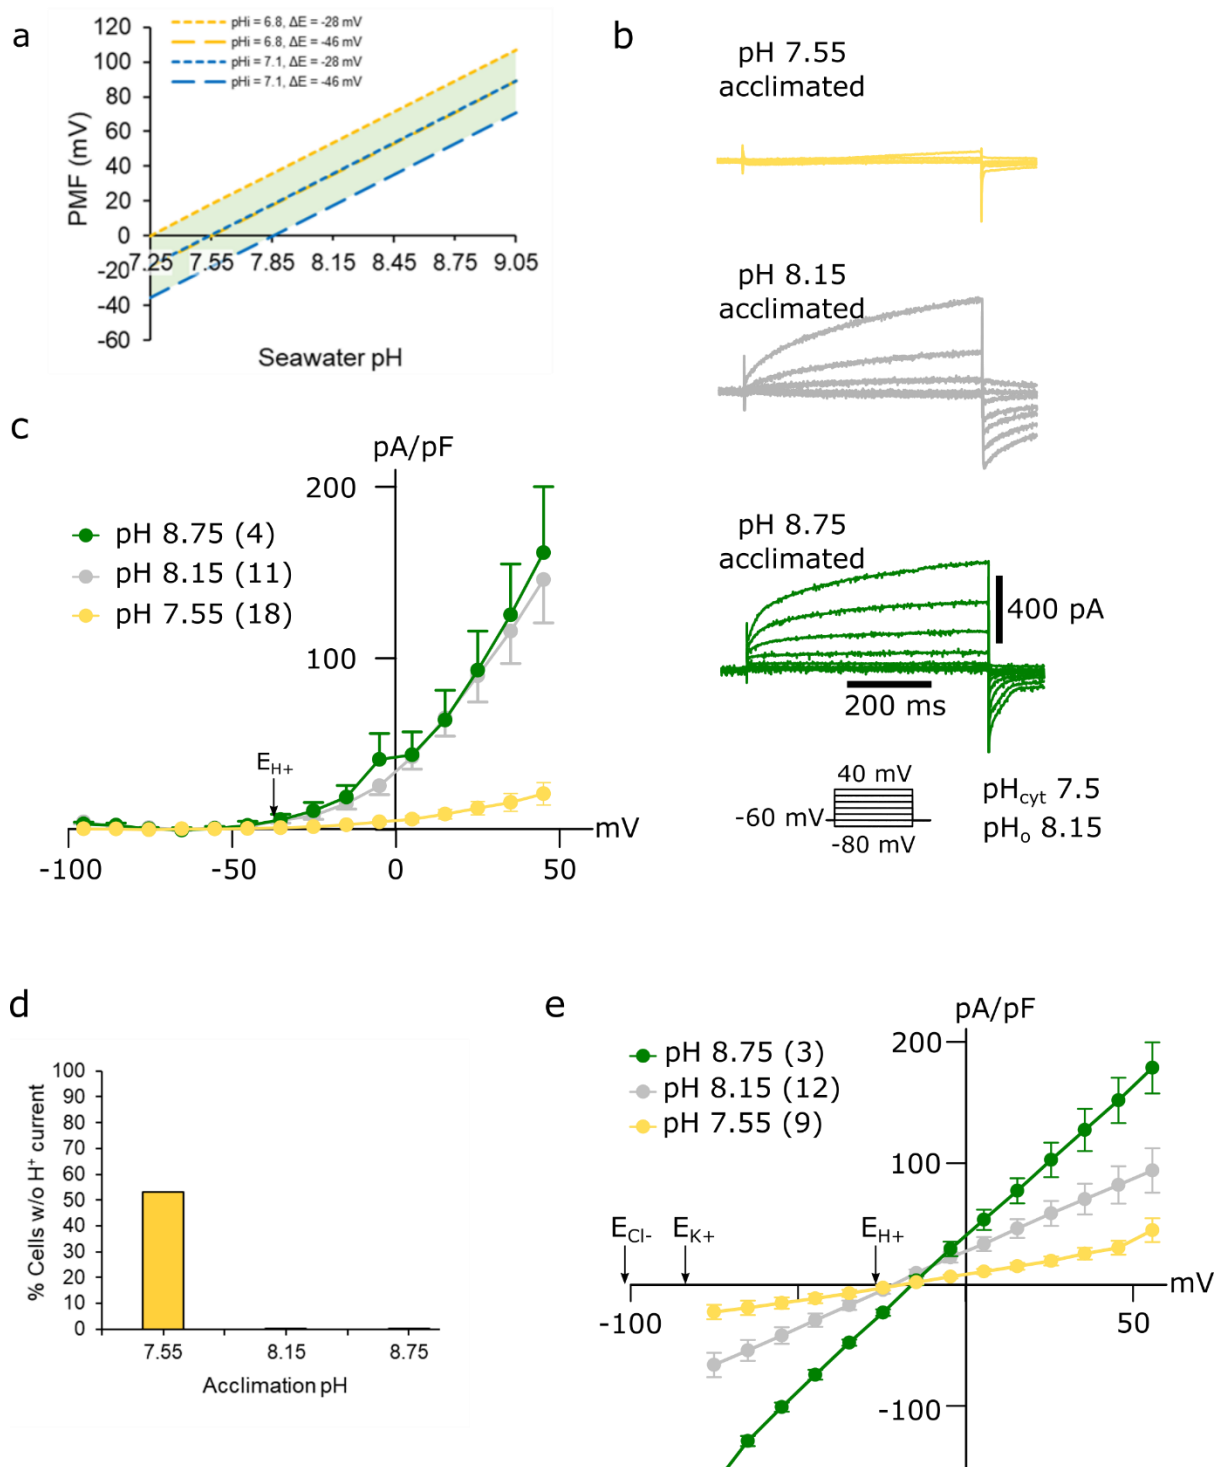 a
120
100
80
60
40
20
0
-20
-40
-60
PMF (mV)
pHi = 6.8, ΔE = -28 mV
pHi = 6.8, ΔE = -46 mV
pHi = 7.1, ΔE = -28 mV
pHi = 7.1, ΔE = -46 mV
7.25 7.55 7.85 8.15 8.45 8.75 9.05
Seawater pH
b
pH 7.55
acclimated
pH 8.15
acclimated
pH 8.75
acclimated
400 pA
200 ms
40 mV
-60 mV
-80 mV
pHcyt 7.5
pHo 8.15
c
pA/pF
200
100
pH 8.75 (4)
pH 8.15 (11)
pH 7.55 (18)
EH+
mV
-100 -50 0 50
d
100
90
80
70
60
50
40
30
20
10
0
% Cells w/o H+ current
7.55 8.15 8.75
Acclimation pH
e
pA/pF
200
100
-100
pH 8.75 (3)
pH 8.15 (12)
pH 7.55 (9)
ECl- EK+ EH+
mV
-100 50